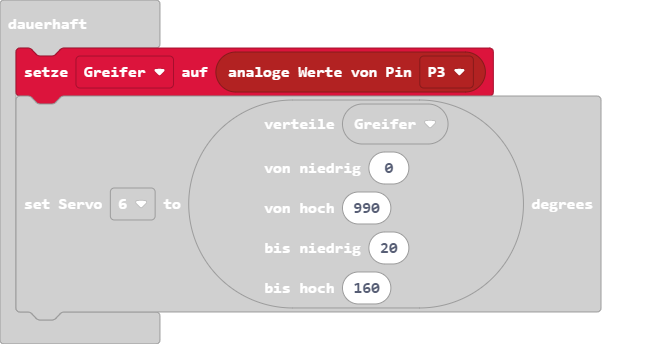 dauerhaft
setze Greifer auf analoge Werte von Pin P3
verteile Greifer
von niedrig 0
von hoch 990
set Servo 6 to degrees
bis niedrig 20
bis hoch 160